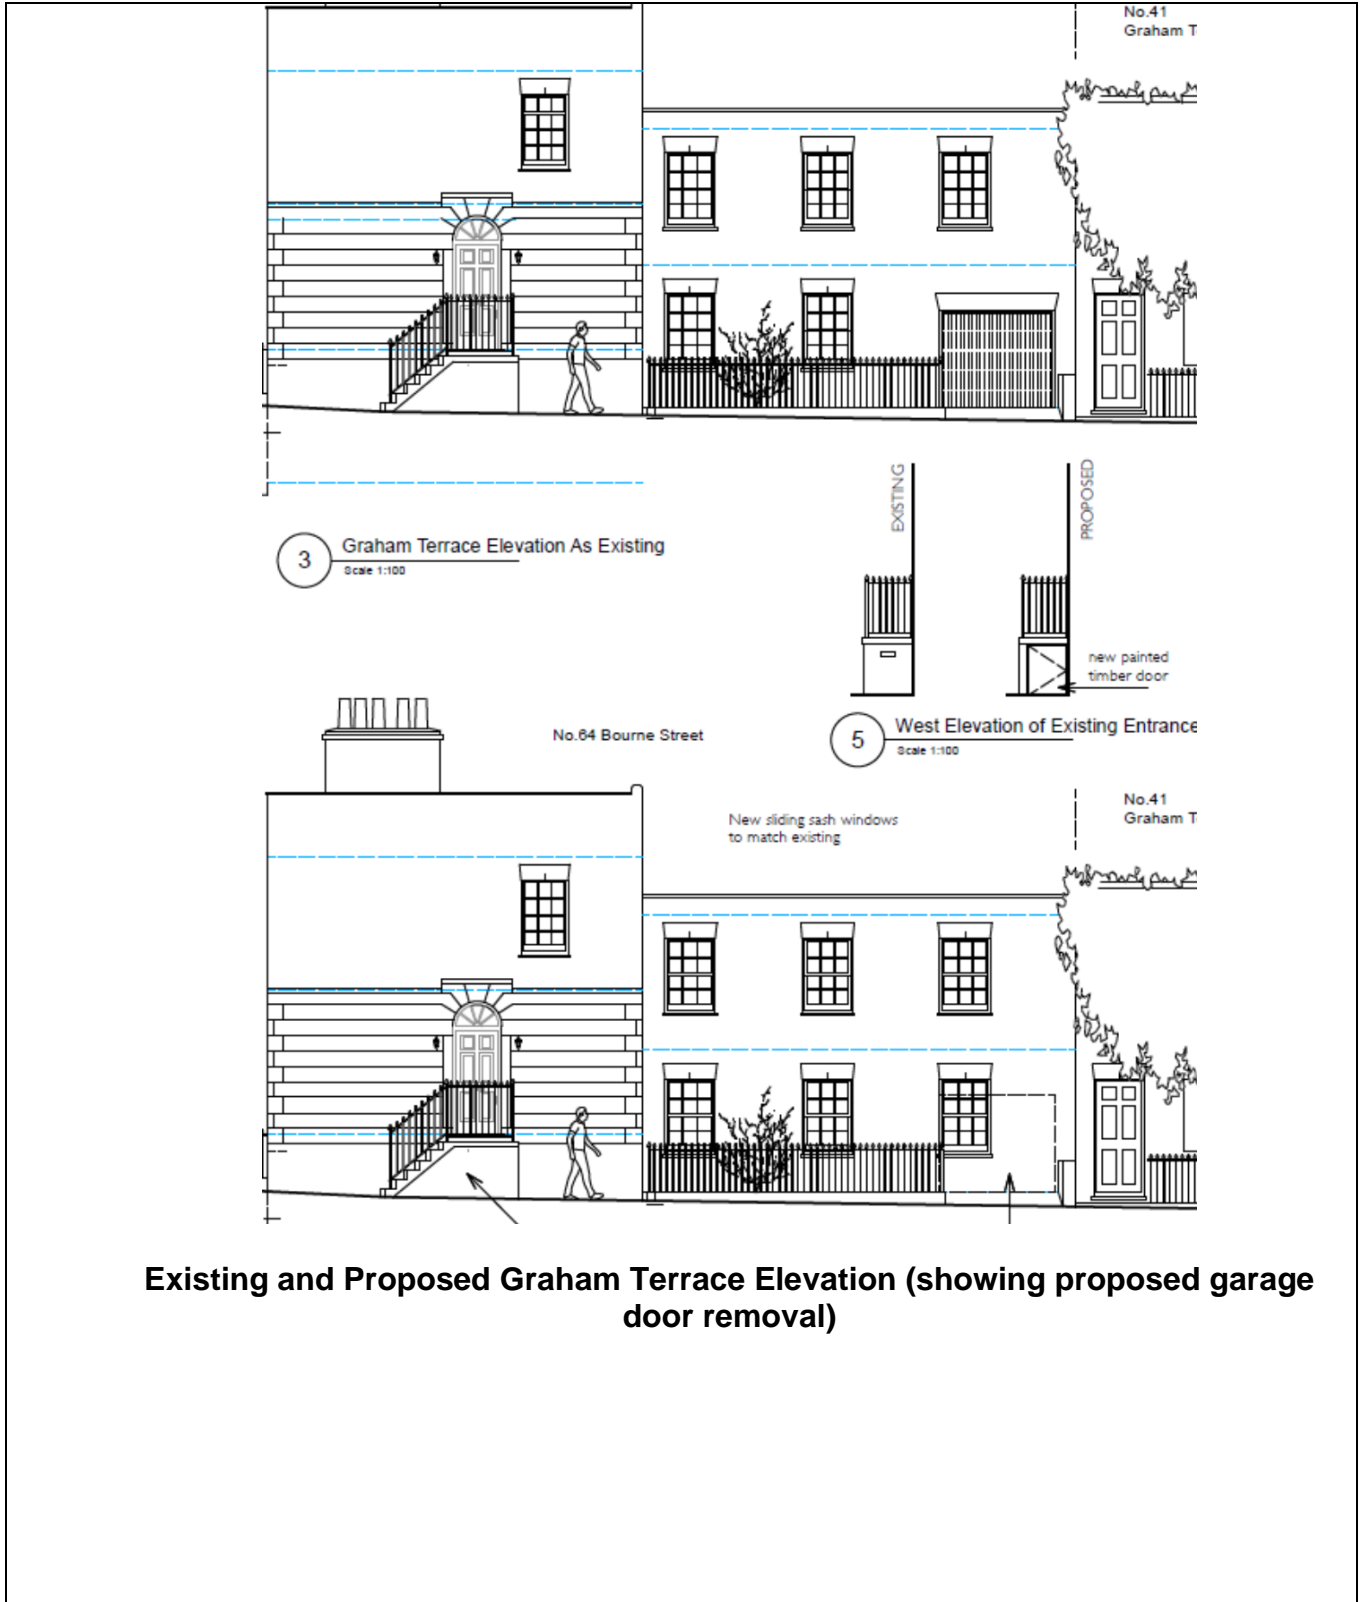 No.41
Graham T
EXISTING
PROPOSED
3
Graham Terrace Elevation As Existing
Scale 1:100
new painted
timber door
5
West Elevation of Existing Entrance
Scale 1:100
No.64 Bourne Street
New sliding sash windows
to match existing
No.41
Graham T
Existing and Proposed Graham Terrace Elevation (showing proposed garage
door removal)